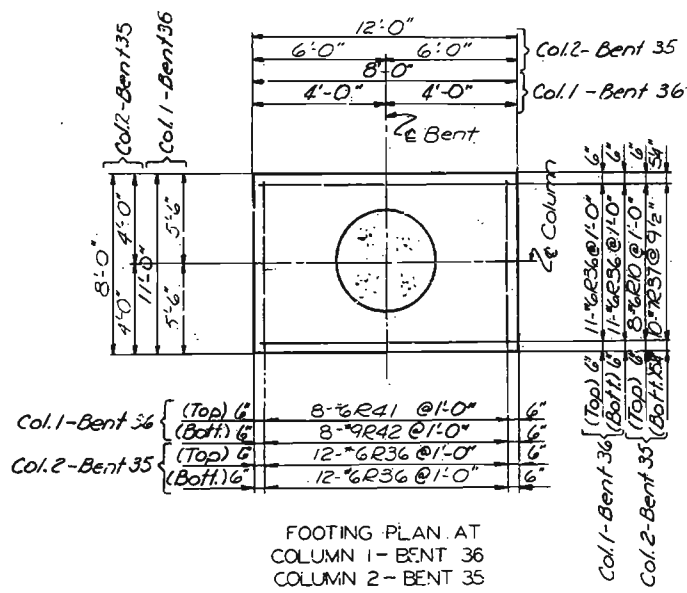 12'-0"
6'-0" 6'-0" Col.2-Bent 35
8'-0"
4'-0" 4'-0" Col.1-Bent 36
℄ Bent
Col.2-Bent35
Col.1-Bent36
8'-0"
4'-0" 4'-0"
11'-0"
5'-6" 5'-6"
℄ Column
6" 11-#6R36@1'-0" (Top) 6"
6" 11-#6R36@1'-0" (Bott.) 6"
6" 8-#6R10@1'-0" (Top) 6"
10-#7R37@9½" (Bott.)
Col.1-Bent 36
Col.2-Bent 35
Col.1-Bent 36 (Top) 6" 8-#6R41 @1'-0" 6"
(Bott.) 6" 8-#9R42 @1'-0" 6"
Col.2-Bent 35 (Top) 6" 12-#6R36 @1'-0" 6"
(Bott.) 6" 12-#6R36 @1'-0" 6"
FOOTING PLAN AT
COLUMN 1-BENT 36
COLUMN 2-BENT 35